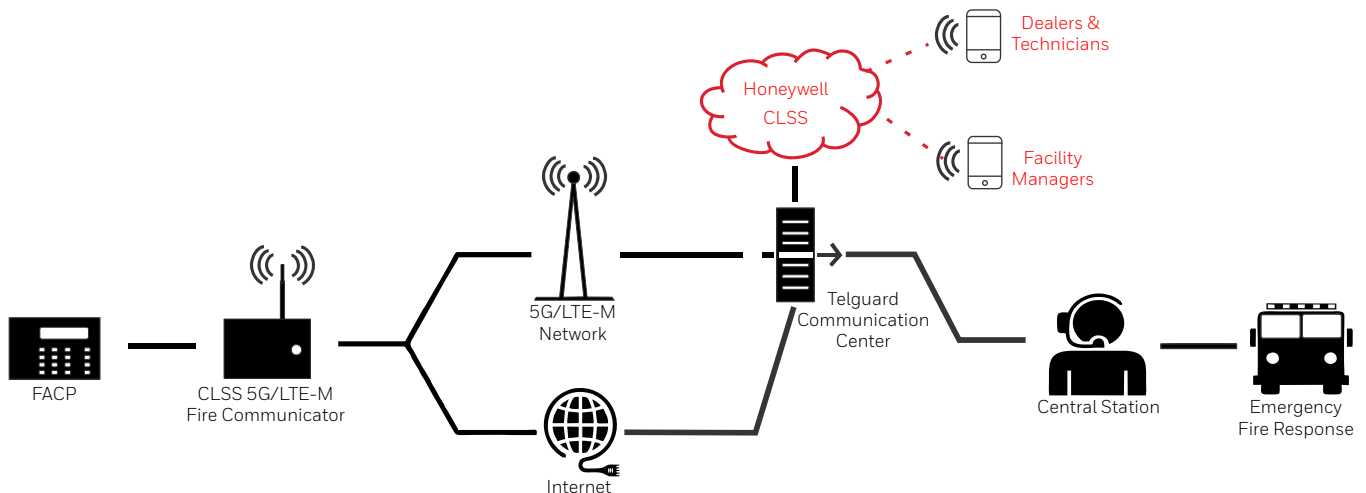 Dealers &
Technicians
Honeywell
CLSS
Facility
Managers
5G/LTE-M
Network
Telguard
Communication
Center
FACP
CLSS 5G/LTE-M
Fire Communicator
Central Station
Emergency
Fire Response
Internet